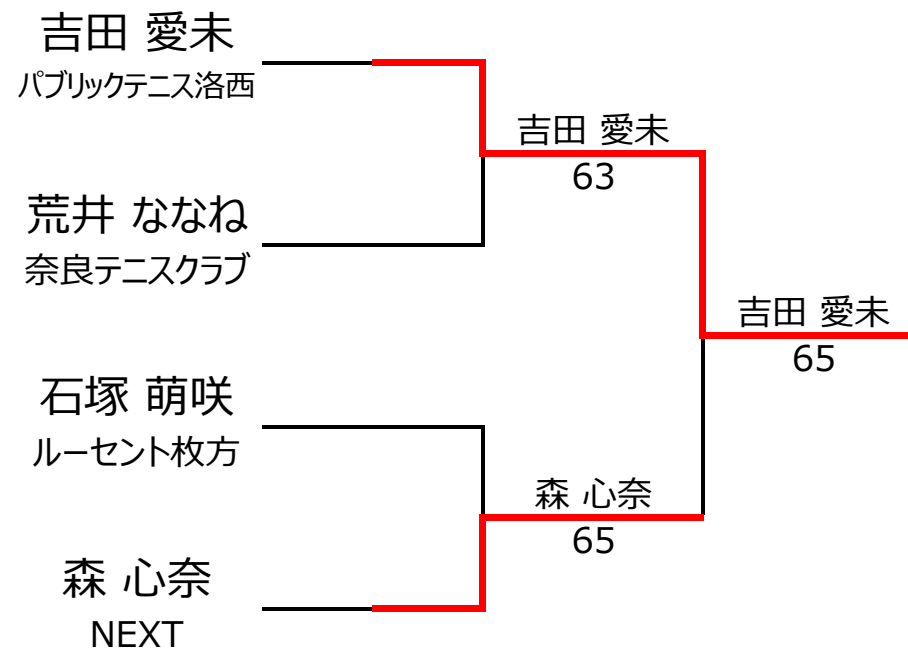 吉田 愛未
パブリックテニス洛西
吉田 愛未
63
荒井 ななね
奈良テニスクラブ
吉田 愛未
65
石塚 萌咲
ルーセント枚方
森 心奈
65
森 心奈
NEXT